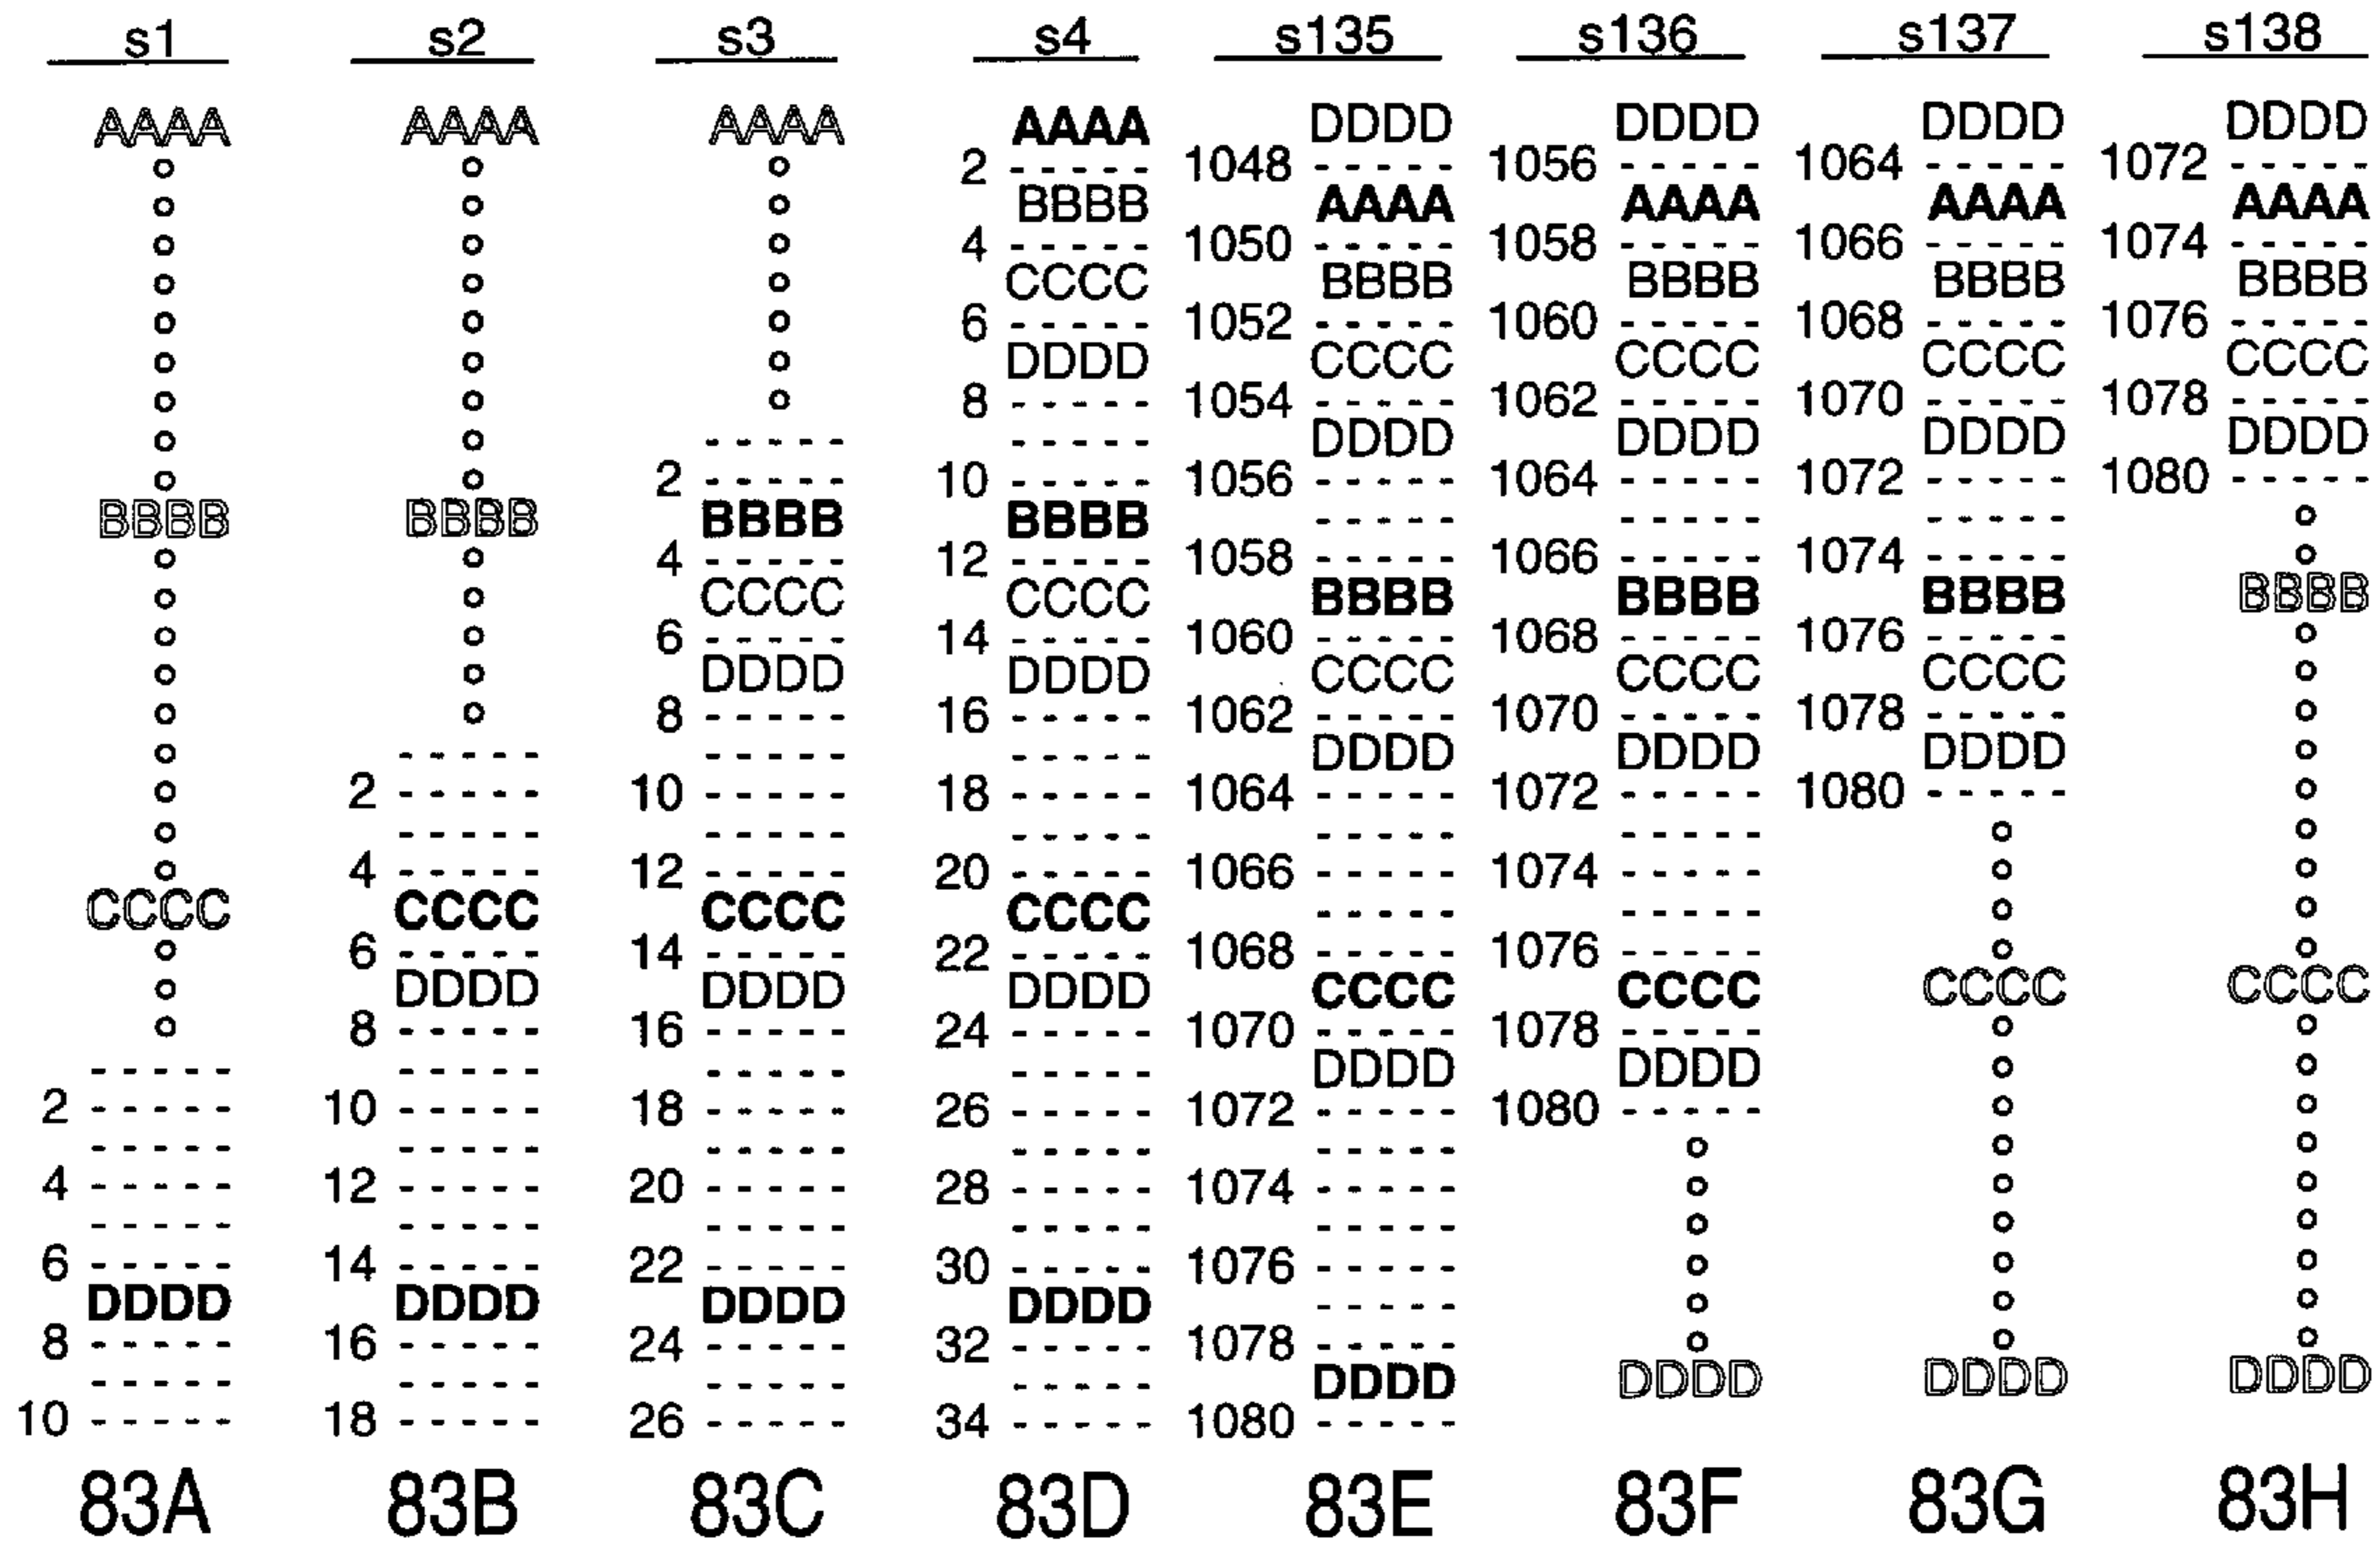 s1
AAAA
o
o
o
o
o
o
o
o
o
BBBB
o
o
o
o
o
o
o
o
o
CCCC
o
o
o
- - - - -
2 - - - - -
- - - - -
4 - - - - -
- - - - -
6 - - - - -
DDDD
8 - - - - -
- - - - -
10 - - - - -
83A
s2
AAAA
o
o
o
o
o
o
o
o
o
BBBB
o
o
o
o
o
- - - - -
2 - - - - -
- - - - -
4 - - - - -
CCCC
6 - - - - -
DDDD
8 - - - - -
- - - - -
10 - - - - -
- - - - -
12 - - - - -
- - - - -
14 - - - - -
DDDD
16 - - - - -
- - - - -
18 - - - - -
83B
s3
AAAA
o
o
o
o
o
o
o
- - - - -
2 - - - - -
BBBB
4 - - - - -
CCCC
6 - - - - -
DDDD
8 - - - - -
- - - - -
10 - - - - -
- - - - -
12 - - - - -
CCCC
14 - - - - -
DDDD
16 - - - - -
- - - - -
18 - - - - -
- - - - -
20 - - - - -
- - - - -
22 - - - - -
DDDD
24 - - - - -
- - - - -
26 - - - - -
83C
s4
AAAA
2 - - - - -
BBBB
4 - - - - -
CCCC
6 - - - - -
DDDD
8 - - - - -
- - - - -
10 - - - - -
BBBB
12 - - - - -
CCCC
14 - - - - -
DDDD
16 - - - - -
- - - - -
18 - - - - -
- - - - -
20 - - - - -
CCCC
22 - - - - -
DDDD
24 - - - - -
- - - - -
26 - - - - -
- - - - -
28 - - - - -
- - - - -
30 - - - - -
DDDD
32 - - - - -
- - - - -
34 - - - - -
83D
s135
DDDD
1048 - - - - -
AAAA
1050 - - - - -
BBBB
1052 - - - - -
CCCC
1054 - - - - -
DDDD
1056 - - - - -
- - - - -
1058 - - - - -
BBBB
1060 - - - - -
CCCC
1062 - - - - -
DDDD
1064 - - - - -
- - - - -
1066 - - - - -
- - - - -
1068 - - - - -
CCCC
1070 - - - - -
DDDD
1072 - - - - -
- - - - -
1074 - - - - -
- - - - -
1076 - - - - -
- - - - -
1078 - - - - -
DDDD
1080 - - - - -
83E
s136
DDDD
1056 - - - - -
AAAA
1058 - - - - -
BBBB
1060 - - - - -
CCCC
1062 - - - - -
DDDD
1064 - - - - -
- - - - -
1066 - - - - -
BBBB
1068 - - - - -
CCCC
1070 - - - - -
DDDD
1072 - - - - -
- - - - -
1074 - - - - -
- - - - -
1076 - - - - -
CCCC
1078 - - - - -
DDDD
1080 - - - - -
o
o
o
o
o
o
DDDD
83F
s137
DDDD
1064 - - - - -
AAAA
1066 - - - - -
BBBB
1068 - - - - -
CCCC
1070 - - - - -
DDDD
1072 - - - - -
- - - - -
1074 - - - - -
BBBB
1076 - - - - -
CCCC
1078 - - - - -
DDDD
1080 - - - - -
o
o
o
o
CCCC
o
o
o
o
o
o
o
o
o
DDDD
83G
s138
DDDD
1072 - - - - -
AAAA
1074 - - - - -
BBBB
1076 - - - - -
CCCC
1078 - - - - -
DDDD
1080 - - - - -
o
o
BBBB
o
o
o
o
o
o
o
o
o
CCCC
o
o
o
o
o
o
o
o
o
DDDD
83H